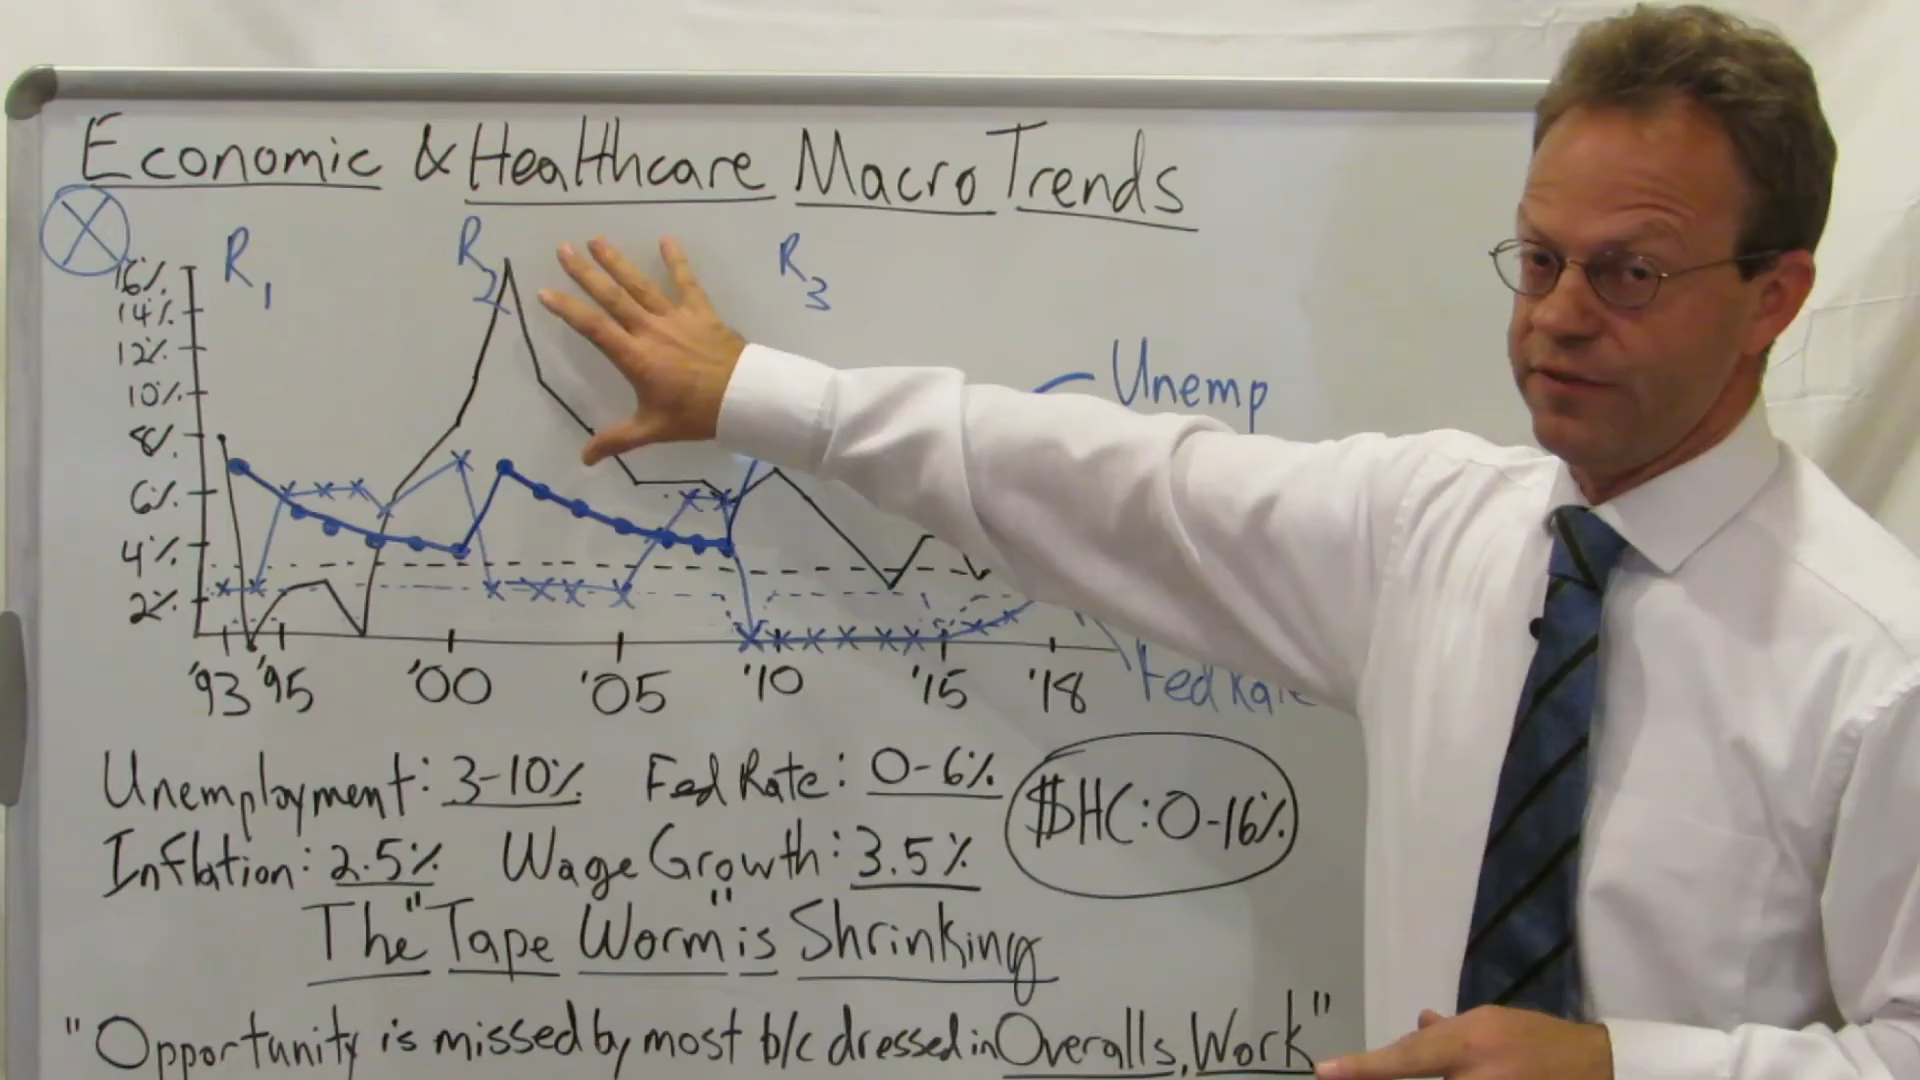 Economic & Healthcare Macro Trends
R1 R2 R3
16%
14%
12%
10%
8%
6%
4%
2%
Unemp
Fed Rate
'93 '95 '00 '05 '10 '15 '18
Unemployment: 3-10% Fed Rate: 0-6%
$HC: 0-16%
Inflation: 2.5% Wage Growth: 3.5%
The "Tape Worm" is Shrinking
"Opportunity is missed by most b/c dressed in Overalls, Work"